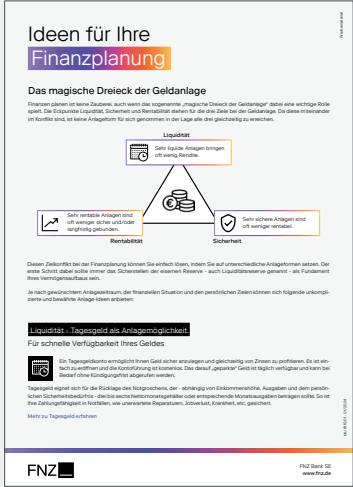 Ideen für Ihre
Finanzplanung
Das magische Dreieck der Geldanlage
Finanzen planen ist keine Zauberei, auch wenn das sogenannte „magische Dreieck der Geldanlage" dabei eine wichtige Rolle
spielt. Die Eckpunkte Liquidität, Sicherheit und Rentabilität stehen für die drei Ziele bei der Geldanlage. Da diese miteinander
im Konflikt sind, ist keine Anlageform für sich genommen in der Lage alle drei gleichzeitig zu erreichen.
Liquidität
Sehr liquide Anlagen bringen
oft wenig Rendite.
Sehr rentable Anlagen sind
oft weniger sicher und/oder
langfristig gebunden.
Sehr sichere Anlagen sind
oft weniger rentabel.
Rentabilität
Sicherheit
Diesen Zielkonflikt bei der Finanzplanung können Sie einfach lösen, indem Sie auf unterschiedliche Anlageformen setzen. Der
erste Schritt dabei sollte immer das Sicherstellen der eisernen Reserve - auch Liquiditätsreserve genannt - als Fundament
Ihres Vermögensaufbaus sein.
Je nach gewünschtem Anlagezeitraum, der finanziellen Situation und den persönlichen Zielen können sich folgende unkompli-
zierte und bewährte Anlage-Ideen anbieten:
Liquidität - Tagesgeld als Anlagemöglichkeit
Für schnelle Verfügbarkeit Ihres Geldes
Ein Tagesgeldkonto ermöglicht Ihnen Geld sicher anzulegen und gleichzeitig von Zinsen zu profitieren. Es ist ein-
fach zu eröffnen und die Kontoführung ist kostenlos. Das darauf „geparkte" Geld ist täglich verfügbar und kann bei
Bedarf ohne Kündigungsfrist abgerufen werden.
Tagesgeld eignet sich für die Rücklage des Notgroschens, der - abhängig von Einkommenshöhe, Ausgaben und dem persön-
lichen Sicherheitsbedürfnis - drei bis sechs Nettomonatsgehälter oder entsprechende Monatsausgaben betragen sollte. So ist
Ihre Zahlungsfähigkeit in Notfällen, wie unerwartete Reparaturen, Jobverlust, Krankheit, etc. gesichert.
Mehr zu Tagesgeld erfahren
FNZ
FNZ Bank SE
www.fnz.de